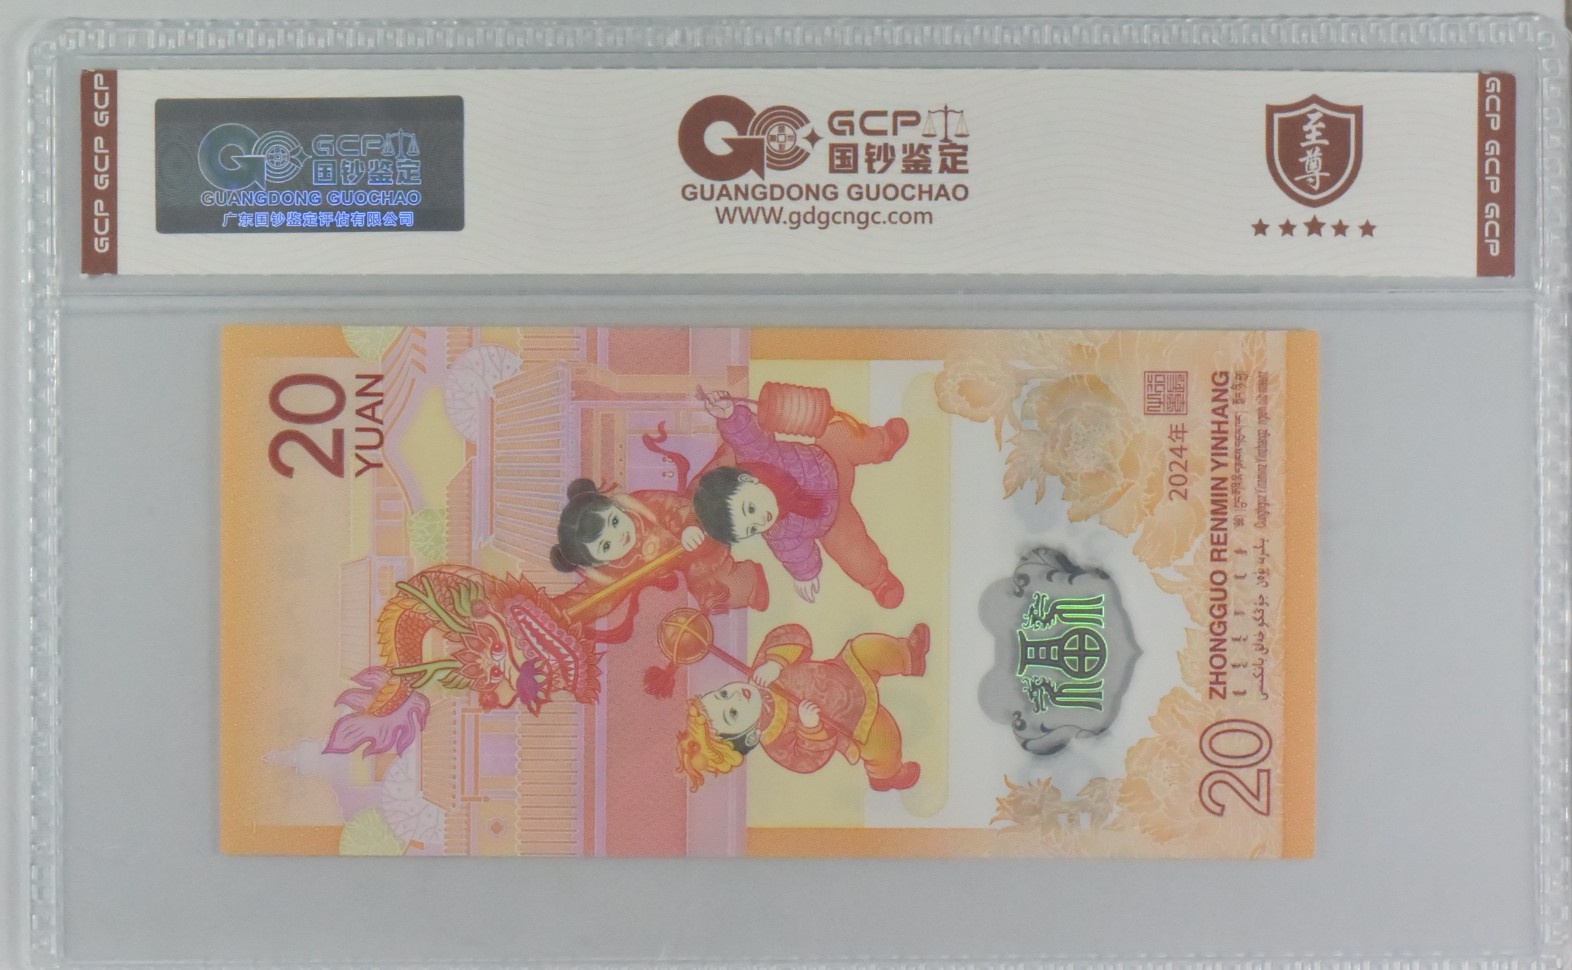 GCP GCP GCP
GCP
国钞鉴定
GUANGDONG GUOCHAO
广东国钞鉴定评估有限公司
GCP
国钞鉴定
GUANGDONG GUOCHAO
WWW.gdgcngc.com
至尊
GCP GCP GCP
20
YUAN
2024年
ZHONGGUO RENMIN YINHANG
20